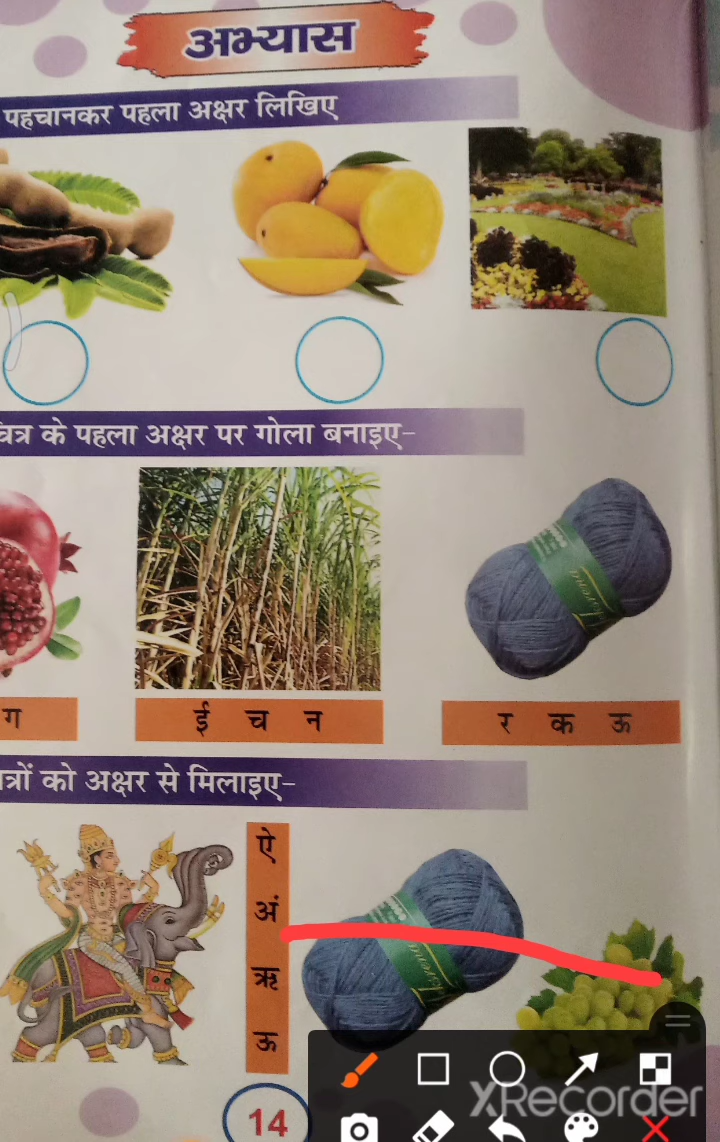 अभ्यास
पहचानकर पहला अक्षर लिखिए
के पहला अक्षर पर गोला बनाइए-
ग
ई च न
र क ऊ
को अक्षर से मिलाइए-
ऐ
अं
ऋ
ऊ
14
XRecorder